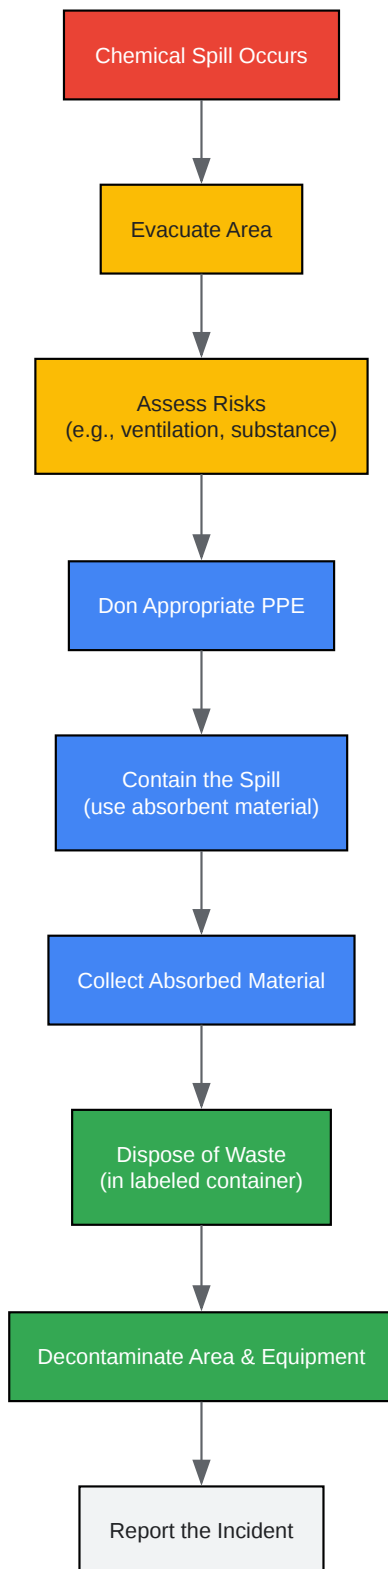 Chemical Spill Occurs
Evacuate Area
Assess Risks
(e.g., ventilation, substance)
Don Appropriate PPE
Contain the Spill
(use absorbent material)
Collect Absorbed Material
Dispose of Waste
(in labeled container)
Decontaminate Area & Equipment
Report the Incident